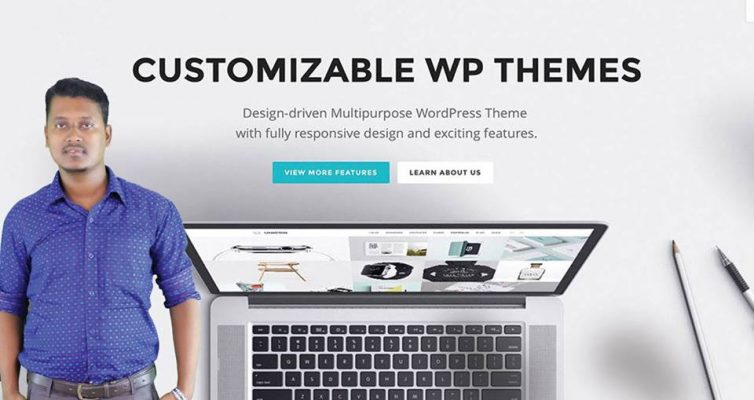 CUSTOMIZABLE WP THEMES
Design-driven Multipurpose WordPress Theme
with fully responsive design and exciting features.
VIEW MORE FEATURES
LEARN ABOUT US